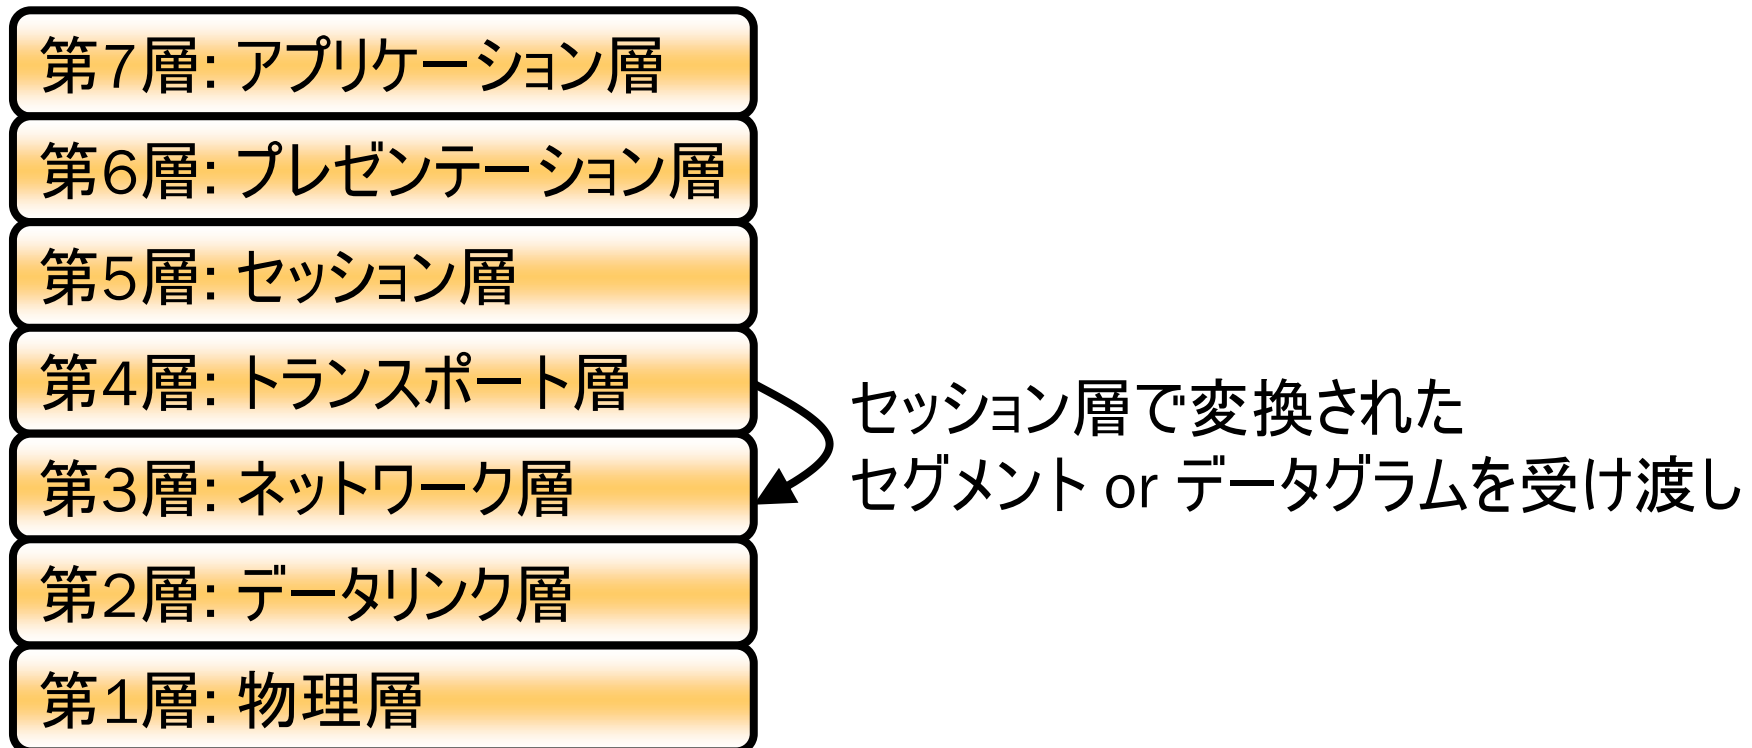 第7層: アプリケーション層
第6層: プレゼンテーション層
第5層: セッション層
第4層: トランスポート層
セッション層で変換された
セグメント or データグラムを受け渡し
第3層: ネットワーク層
第2層: データリンク層
第1層: 物理層